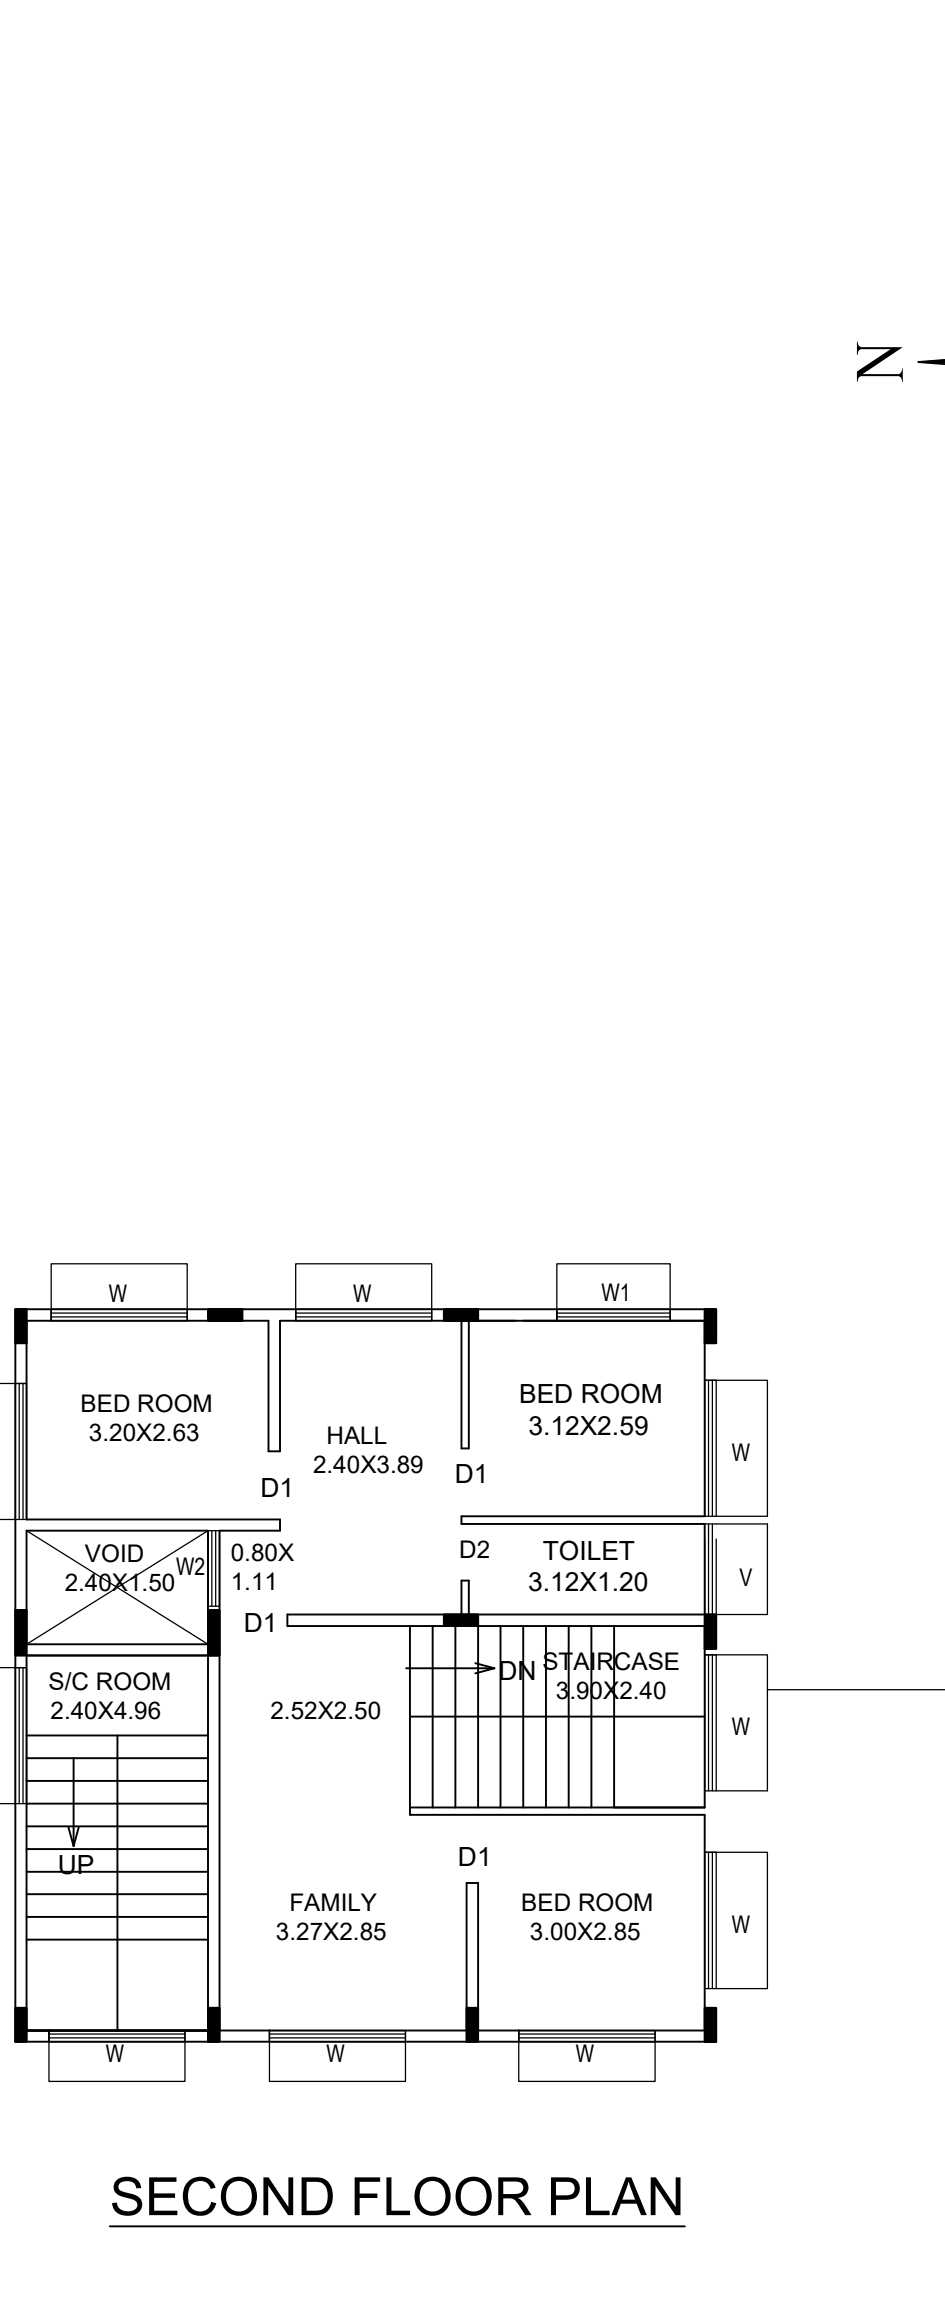 N
W
W
W1
BED ROOM
3.20X2.63
HALL
2.40X3.89
BED ROOM
3.12X2.59
W
D1
D1
VOID
2.40X1.50
W2
0.80X
1.11
D2
TOILET
3.12X1.20
V
D1
S/C ROOM
2.40X4.96
2.52X2.50
DN
STAIRCASE
3.90X2.40
W
UP
D1
FAMILY
3.27X2.85
BED ROOM
3.00X2.85
W
W
W
W
SECOND FLOOR PLAN